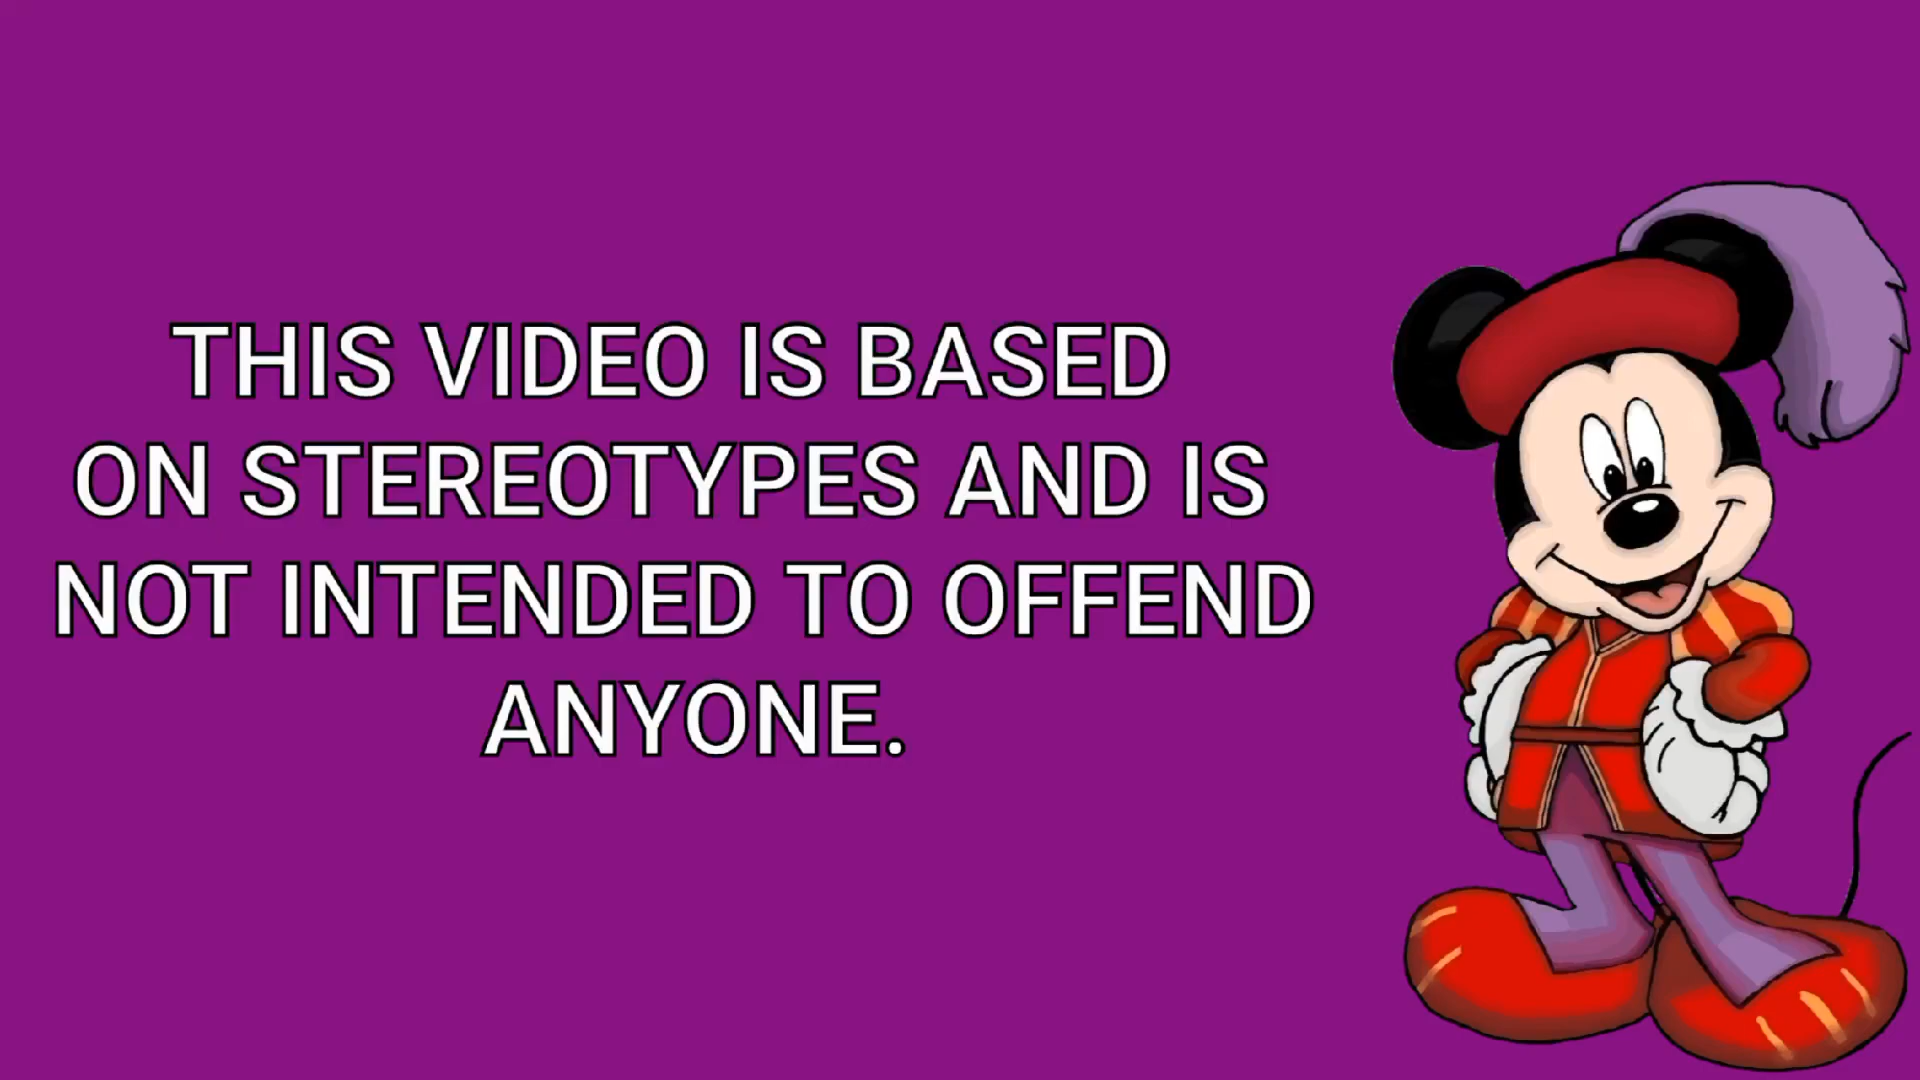 THIS VIDEO IS BASED
ON STEREOTYPES AND IS
NOT INTENDED TO OFFEND
ANYONE.